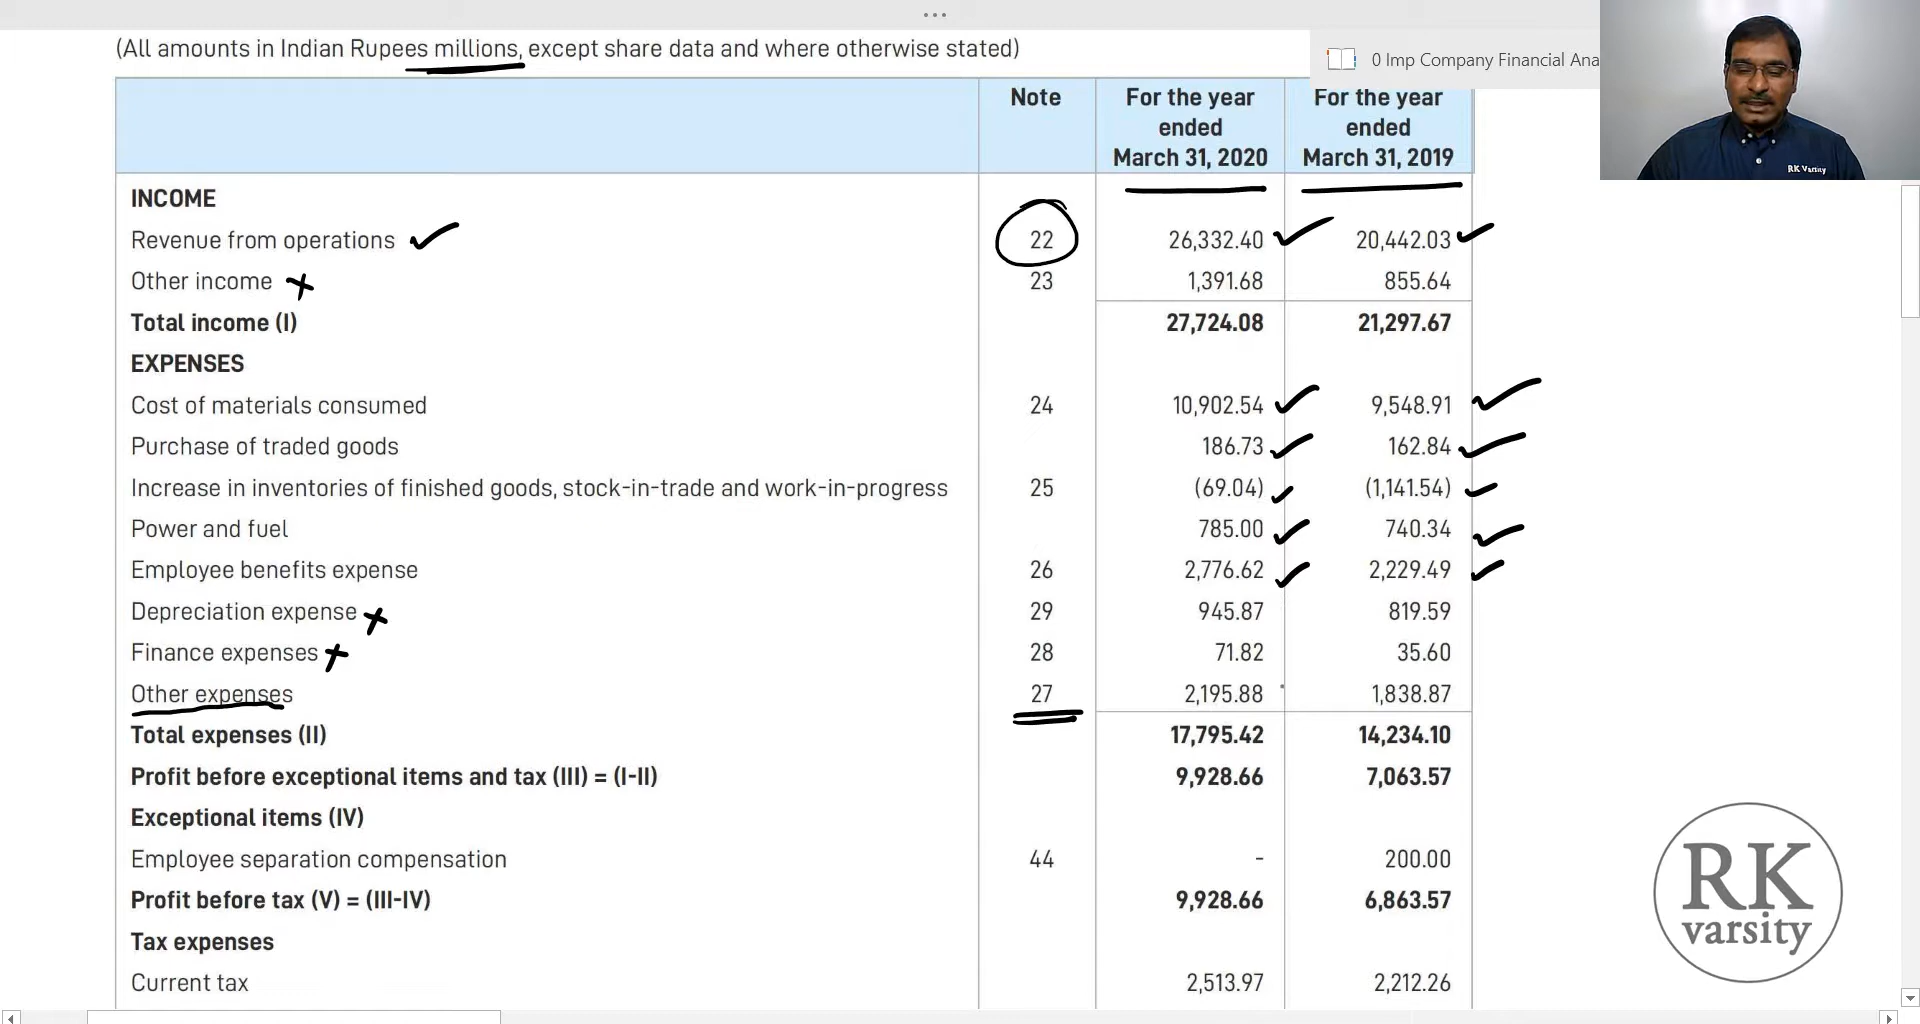 (All amounts in Indian Rupees millions, except share data and where otherwise stated)
0 Imp Company Financial Ana
Note For the year ended March 31, 2020 For the year ended March 31, 2019
RK Varsity
INCOME
Revenue from operations 22 26,332.40 20,442.03
Other income 23 1,391.68 855.64
Total income (I) 27,724.08 21,297.67
EXPENSES
Cost of materials consumed 24 10,902.54 9,548.91
Purchase of traded goods 186.73 162.84
Increase in inventories of finished goods, stock-in-trade and work-in-progress 25 (69.04) (1,141.54)
Power and fuel 785.00 740.34
Employee benefits expense 26 2,776.62 2,229.49
Depreciation expense 29 945.87 819.59
Finance expenses 28 71.82 35.60
Other expenses 27 2,195.88 1,838.87
Total expenses (II) 17,795.42 14,234.10
Profit before exceptional items and tax (III) = (I-II) 9,928.66 7,063.57
Exceptional items (IV)
Employee separation compensation 44 - 200.00
Profit before tax (V) = (III-IV) 9,928.66 6,863.57
Tax expenses
Current tax 2,513.97 2,212.26
RK
varsity